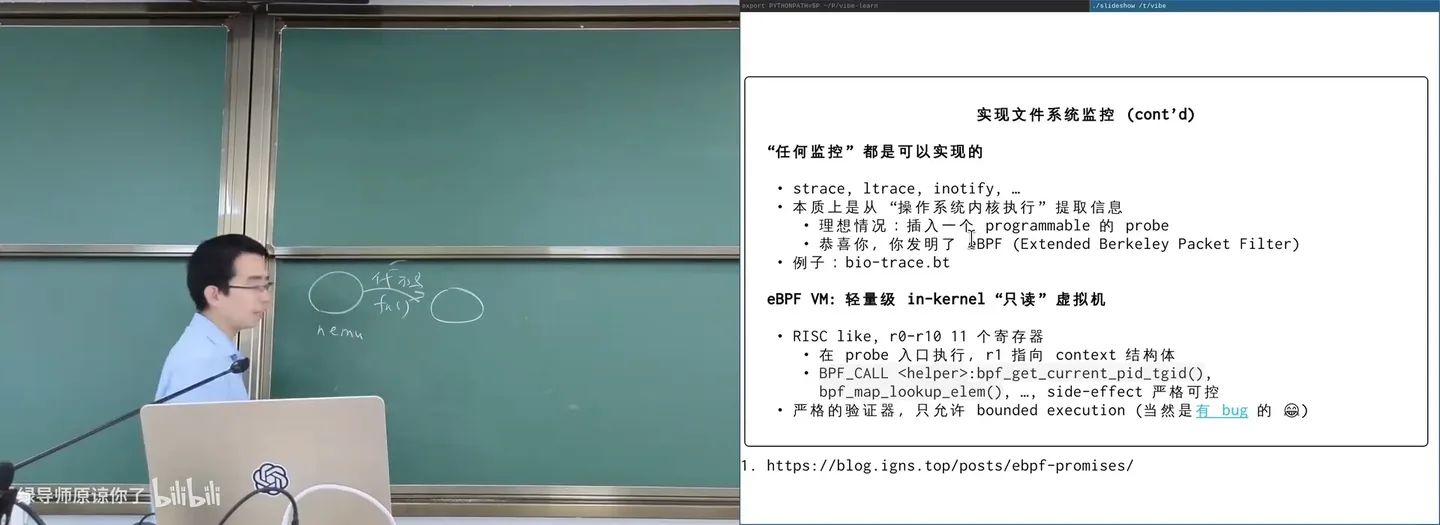 export PYTHONPATH=$P ~/P/vibe-learn
./slideshow /t/vibe
实现文件系统监控 (cont’d)
“任何监控”都是可以实现的
• strace, ltrace, inotify, …
• 本质上是从 “操作系统内核执行” 提取信息
• 理想情况：插入一个 programmable 的 probe
• 恭喜你，你发明了 eBPF (Extended Berkeley Packet Filter)
• 例子：bio-trace.bt
eBPF VM: 轻量级 in-kernel “只读” 虚拟机
• RISC like, r0-r10 11 个寄存器
• 在 probe 入口执行，r1 指向 context 结构体
• BPF_CALL <helper>:bpf_get_current_pid_tgid(),
bpf_map_lookup_elem(), …, side-effect 严格可控
• 严格的验证器，只允许 bounded execution (当然是有 bug 的 😁)
1. https://blog.igns.top/posts/ebpf-promises/
f*()
nemu
绿导师原谅你了 bilibili